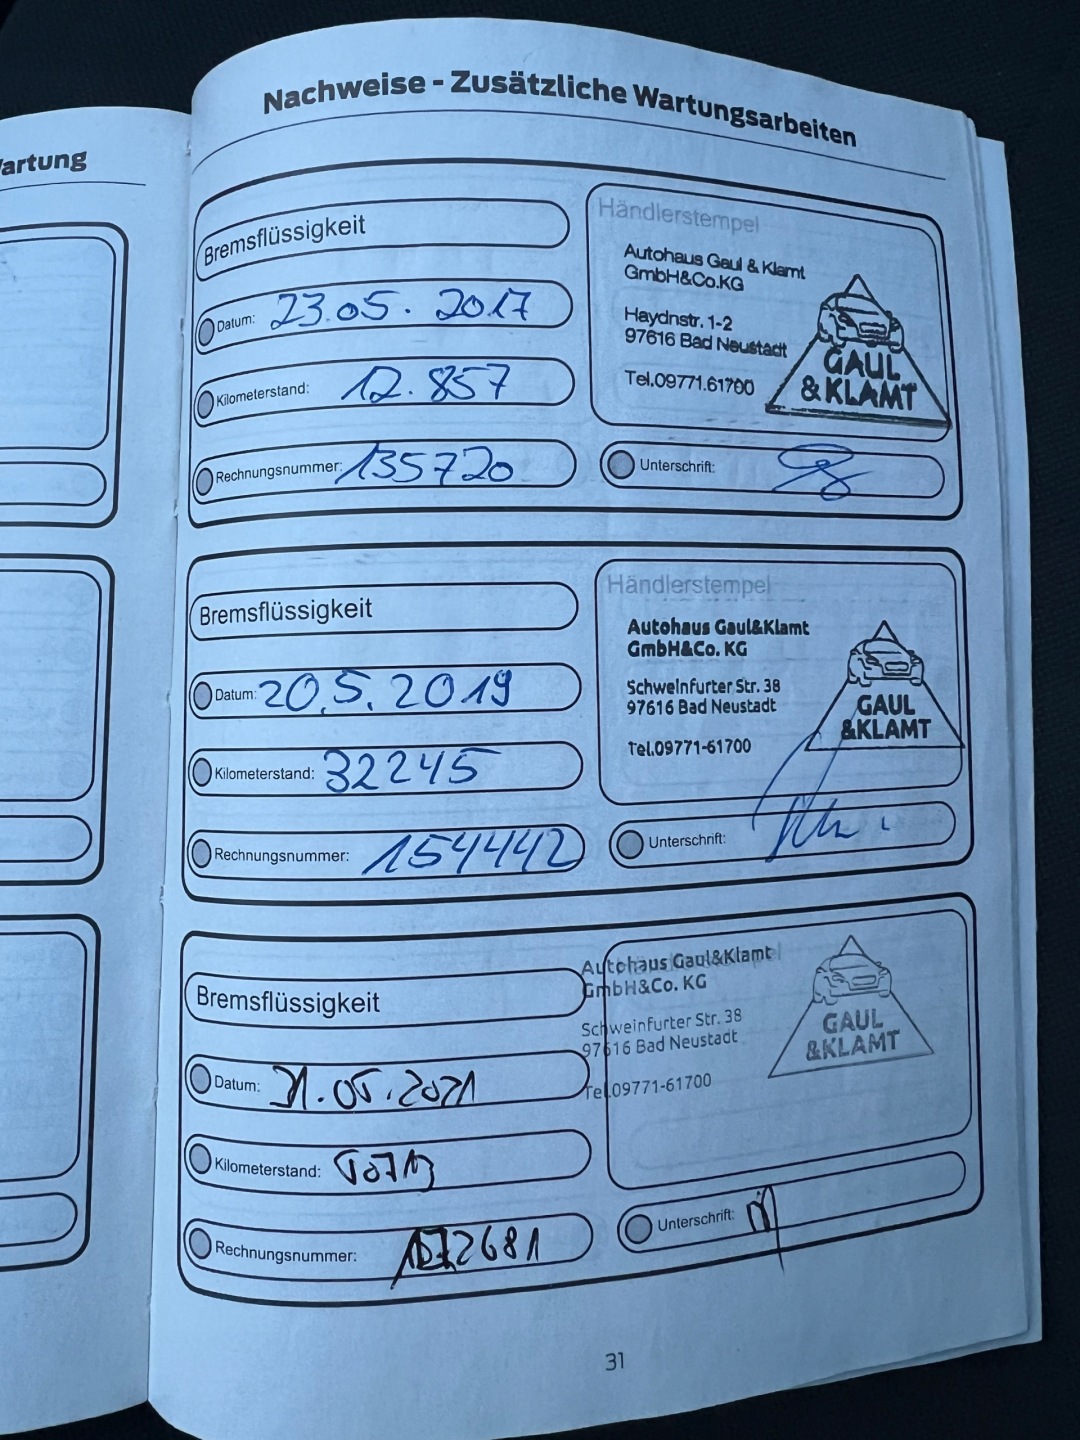 artung
Nachweise - Zusätzliche Wartungsarbeiten
Bremsflüssigkeit
Datum: 23.05.2017
Kilometerstand: 12.857
Rechnungsnummer: 135720
Händlerstempel
Autohaus Gaul & Klamt
GmbH&Co.KG
Haydnstr. 1-2
97616 Bad Neustadt
Tel.09771.61700
GAUL
& KLAMT
Unterschrift:
Bremsflüssigkeit
Datum: 20.5.2019
Kilometerstand: 32245
Rechnungsnummer: 154442
Händlerstempel
Autohaus Gaul&Klamt
GmbH&Co. KG
Schweinfurter Str. 38
97616 Bad Neustadt
Tel.09771-61700
GAUL
&KLAMT
Unterschrift:
Bremsflüssigkeit
Datum: 31.05.2021
Kilometerstand:
Rechnungsnummer:
Autohaus Gaul&Klamt
GmbH&Co. KG
Schweinfurter Str. 38
97616 Bad Neustadt
Tel.09771-61700
GAUL
&KLAMT
Unterschrift:
31